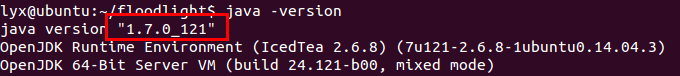 lyx@ubuntu:~/floodlight$ java -version
java version "1.7.0_121"
OpenJDK Runtime Environment (IcedTea 2.6.8) (7u121-2.6.8-1ubuntu0.14.04.3)
OpenJDK 64-Bit Server VM (build 24.121-b00, mixed mode)